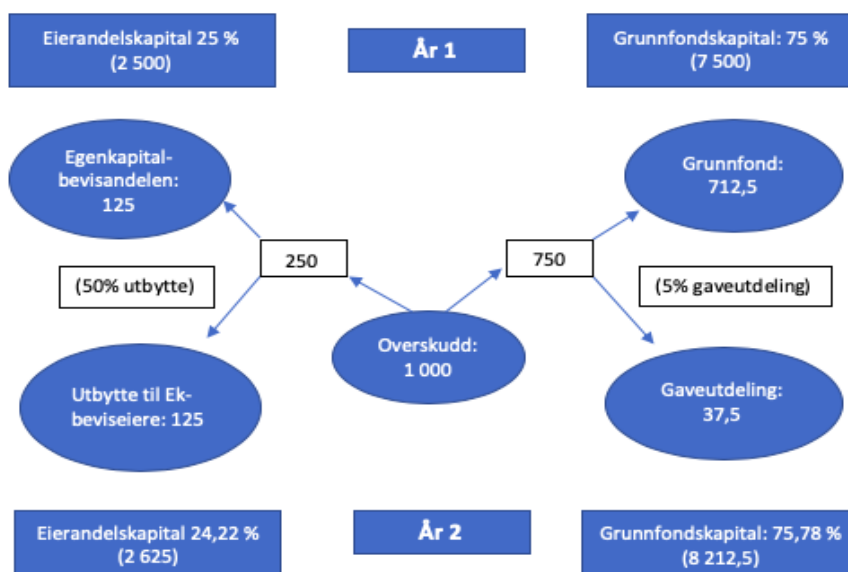 Eierandelskapital 25 %
(2 500)
År 1
Grunnfondskapital: 75 %
(7 500)
Egenkapital-
bevisandelen:
125
Grunnfond:
712,5
250
750
(50% utbytte)
(5% gaveutdeling)
Overskudd:
1 000
Utbytte til Ek-
beviseiere: 125
Gaveutdeling:
37,5
Eierandelskapital 24,22 %
(2 625)
År 2
Grunnfondskapital: 75,78 %
(8 212,5)